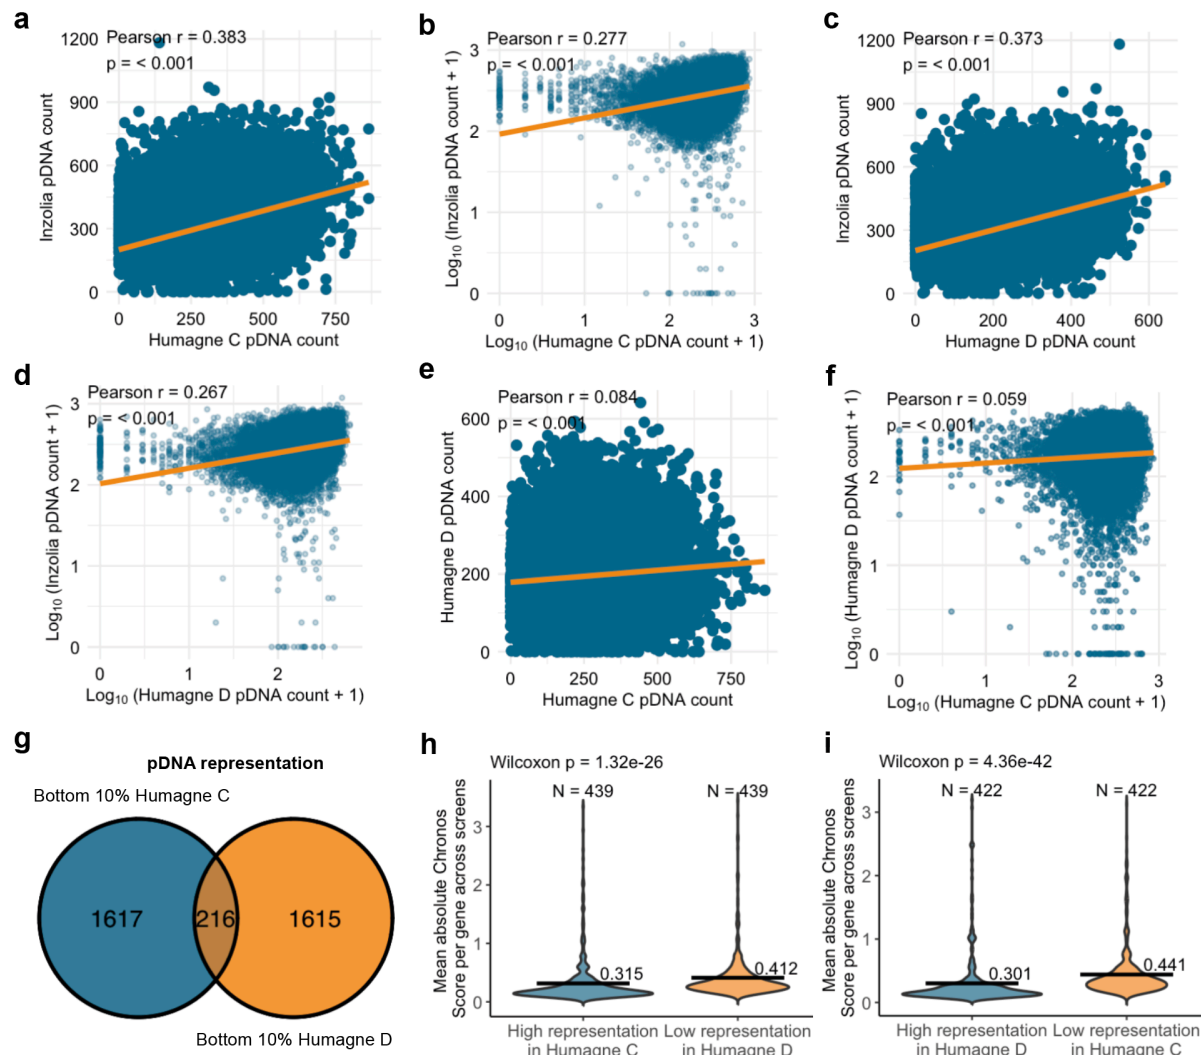 a
Pearson r = 0.383
p = < 0.001
Inzolia pDNA count
1200
900
600
300
0
0 250 500 750
Humagne C pDNA count
b
Pearson r = 0.277
p = < 0.001
Log₁₀ (Inzolia pDNA count + 1)
3
2
1
0
0 1 2 3
Log₁₀ (Humagne C pDNA count + 1)
c
Pearson r = 0.373
p = < 0.001
Inzolia pDNA count
1200
900
600
300
0
0 200 400 600
Humagne D pDNA count
d
Pearson r = 0.267
p = < 0.001
Log₁₀ (Inzolia pDNA count + 1)
3
2
1
0
0 1 2
Log₁₀ (Humagne D pDNA count + 1)
e
Pearson r = 0.084
p = < 0.001
Humagne D pDNA count
600
400
200
0
0 250 500 750
Humagne C pDNA count
f
Pearson r = 0.059
p = < 0.001
Log₁₀ (Humagne D pDNA count + 1)
2
1
0
0 1 2 3
Log₁₀ (Humagne C pDNA count + 1)
g
pDNA representation
Bottom 10% Humagne C
1617 216 1615
Bottom 10% Humagne D
h
Wilcoxon p = 1.32e-26
N = 439 N = 439
Mean absolute Chronos
Score per gene across screens
3
2
1
0
0.315 0.412
High representation Low representation
in Humagne C in Humagne D
i
Wilcoxon p = 4.36e-42
N = 422 N = 422
Mean absolute Chronos
Score per gene across screens
3
2
1
0
0.301 0.441
High representation Low representation
in Humagne D in Humagne C